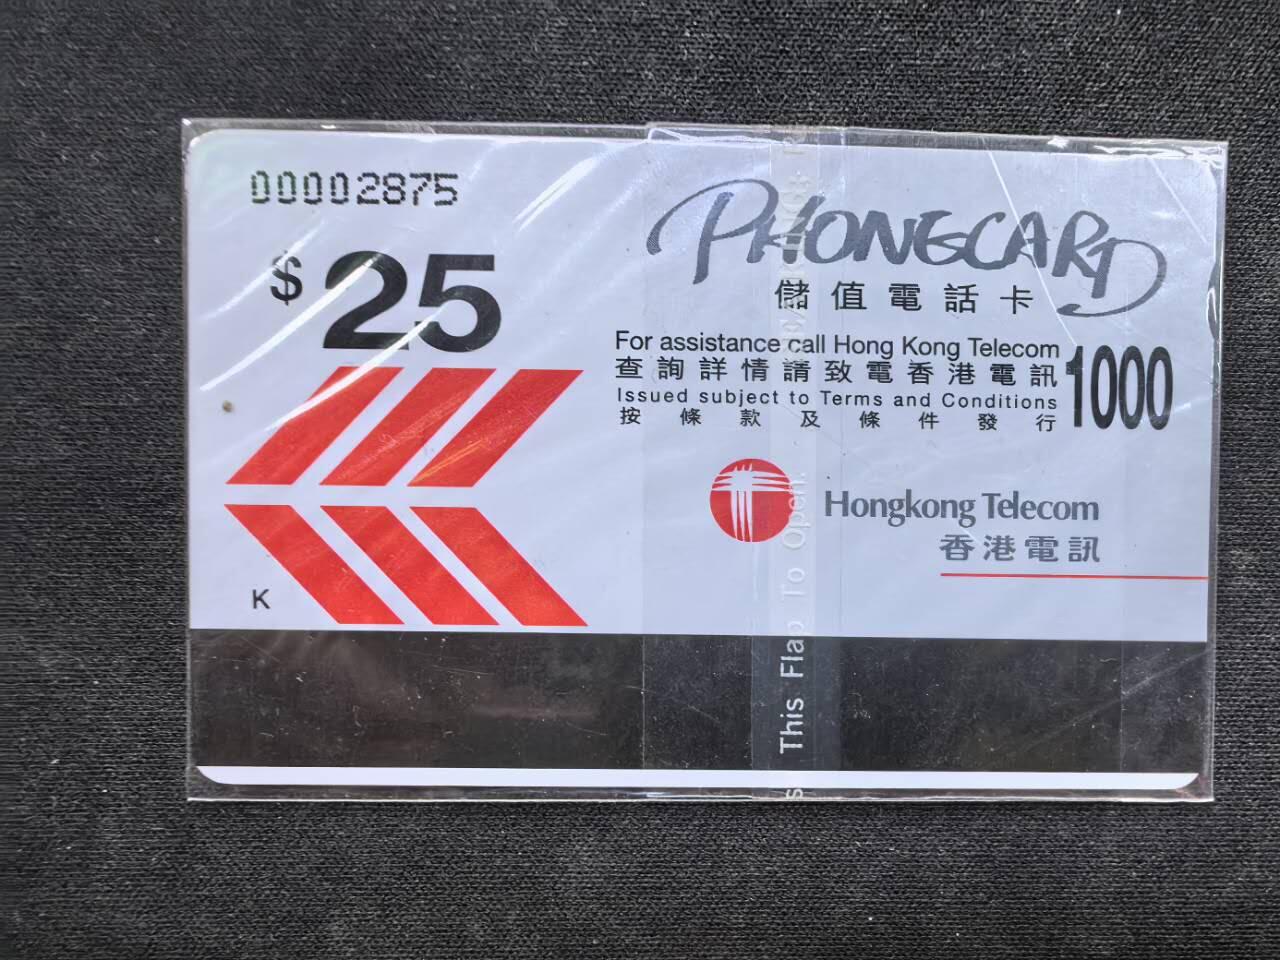 00002875
$25
PHONECARD
儲值電話卡
For assistance call Hong Kong Telecom
查詢詳情請致電香港電訊
1000
Issued subject to Terms and Conditions
按條款及條件發行
Hongkong Telecom
香港電訊
K
This Flap To Open.